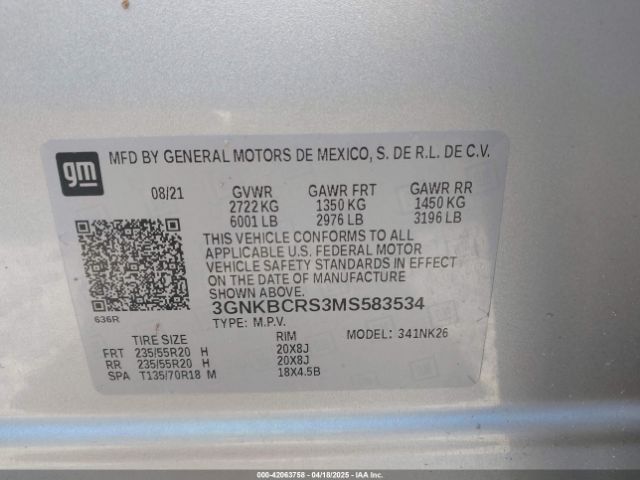 gm
MFD BY GENERAL MOTORS DE MEXICO, S. DE R.L. DE C.V.
08/21 GVWR GAWR FRT GAWR RR
2722 KG 1350 KG 1450 KG
6001 LB 2976 LB 3196 LB
THIS VEHICLE CONFORMS TO ALL
APPLICABLE U.S. FEDERAL MOTOR
VEHICLE SAFETY STANDARDS IN EFFECT
ON THE DATE OF MANUFACTURE
SHOWN ABOVE.
3GNKBCRS3MS583534
636R TYPE: M.P.V.
TIRE SIZE RIM MODEL: 341NK26
FRT 235/55R20 H 20X8J
RR 235/55R20 H 20X8J
SPA T135/70R18 M 18X4.5B
000-42063758 - 04/18/2025 - IAA Inc.